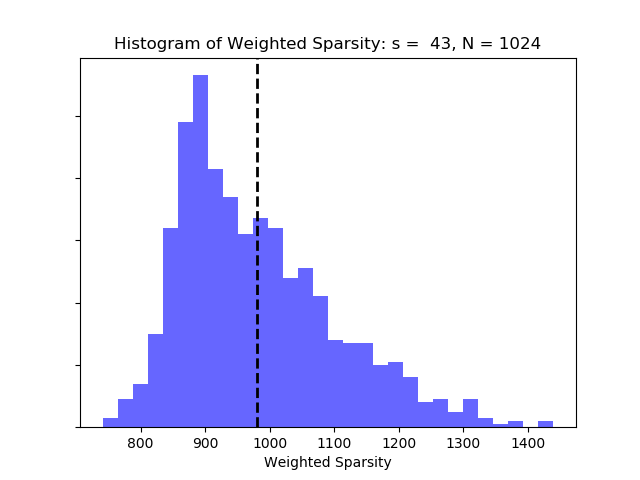 Histogram of Weighted Sparsity: s =  43, N = 1024
800 900 1000 1100 1200 1300 1400
Weighted Sparsity